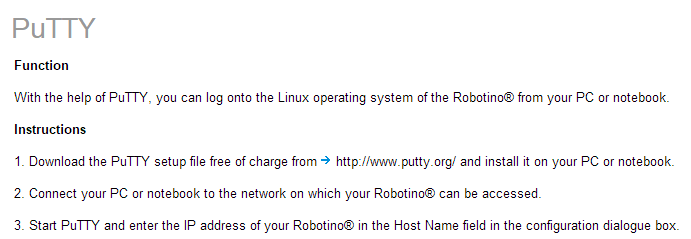 PuTTY
Function
With the help of PuTTY, you can log onto the Linux operating system of the Robotino® from your PC or notebook.
Instructions
1. Download the PuTTY setup file free of charge from → http://www.putty.org/ and install it on your PC or notebook.
2. Connect your PC or notebook to the network on which your Robotino® can be accessed.
3. Start PuTTY and enter the IP address of your Robotino® in the Host Name field in the configuration dialogue box.